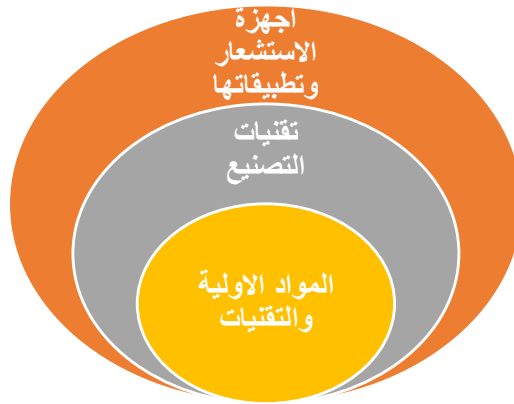 اجهزة
الاستشعار
وتطبيقاتها
تقنيات
التصنيع
المواد الاولية
والتقنيات